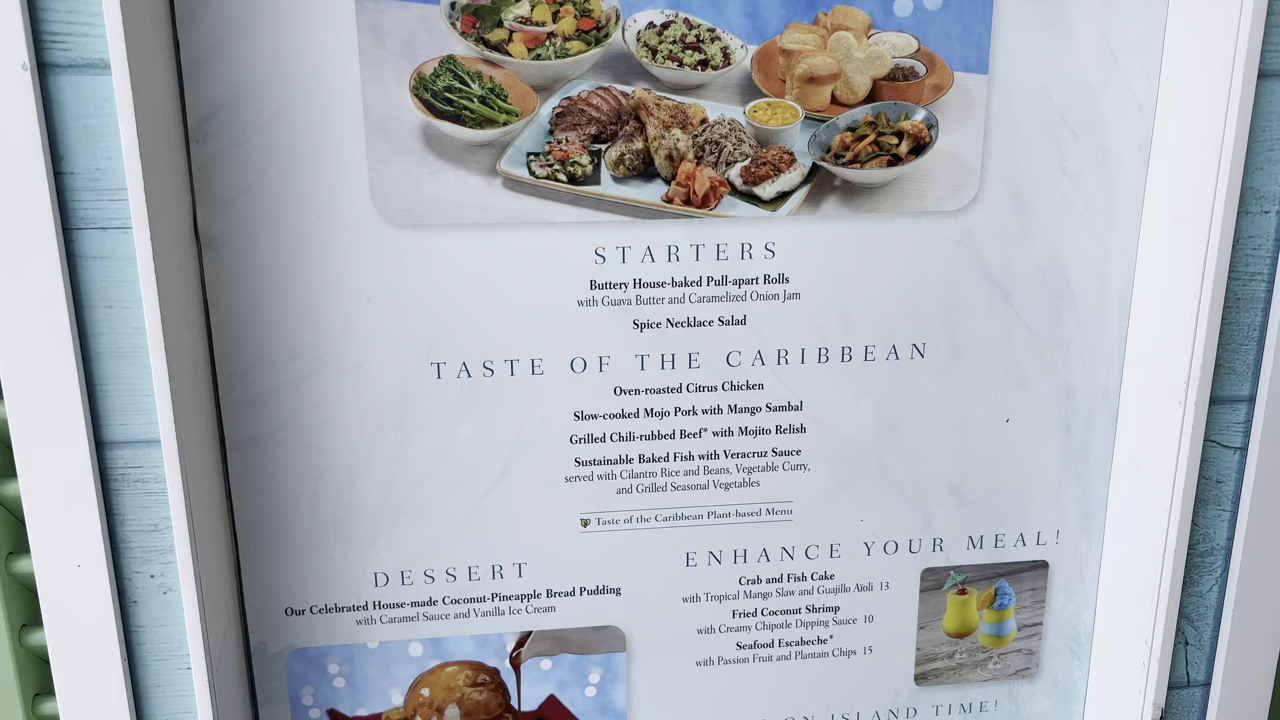 STARTERS
Buttery House-baked Pull-apart Rolls
with Guava Butter and Caramelized Onion Jam
Spice Necklace Salad
TASTE OF THE CARIBBEAN
Oven-roasted Citrus Chicken
Slow-cooked Mojo Pork with Mango Sambal
Grilled Chili-rubbed Beef* with Mojito Relish
Sustainable Baked Fish with Veracruz Sauce
served with Cilantro Rice and Beans, Vegetable Curry,
and Grilled Seasonal Vegetables
Taste of the Caribbean Plant-based Menu
DESSERT
Our Celebrated House-made Coconut-Pineapple Bread Pudding
with Caramel Sauce and Vanilla Ice Cream
ENHANCE YOUR MEAL!
Crab and Fish Cake
with Tropical Mango Slaw and Guajillo Aïoli 13
Fried Coconut Shrimp
with Creamy Chipotle Dipping Sauce 10
Seafood Escabeche*
with Passion Fruit and Plantain Chips 15
ON ISLAND TIME!